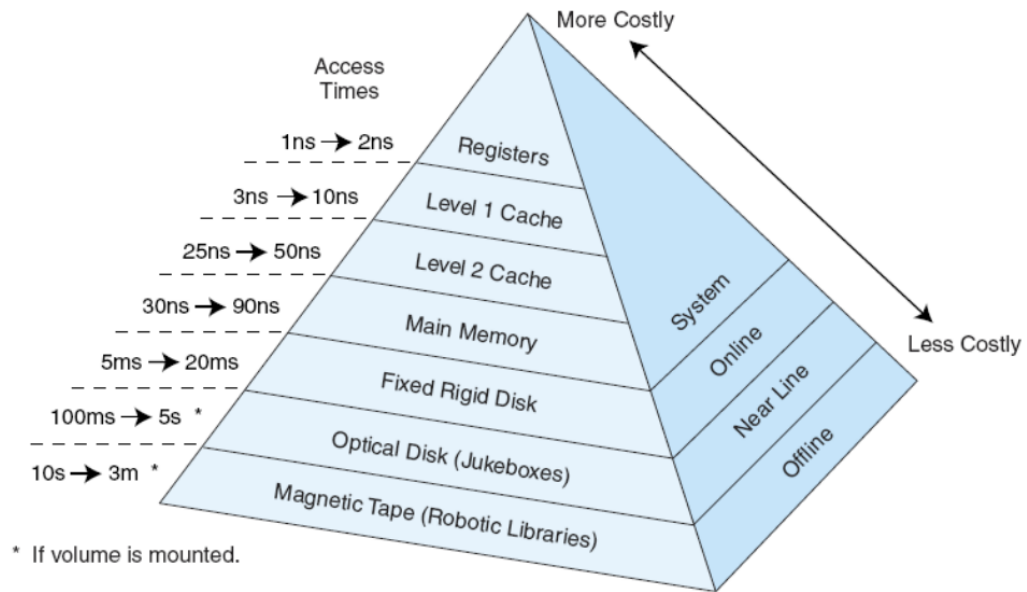 More Costly
Access
Times
1ns → 2ns
Registers
3ns → 10ns
Level 1 Cache
25ns → 50ns
Level 2 Cache
System
30ns → 90ns
Main Memory
Online
Less Costly
5ms → 20ms
Fixed Rigid Disk
Near Line
100ms → 5s *
Optical Disk (Jukeboxes)
Offline
10s → 3m *
Magnetic Tape (Robotic Libraries)
* If volume is mounted.